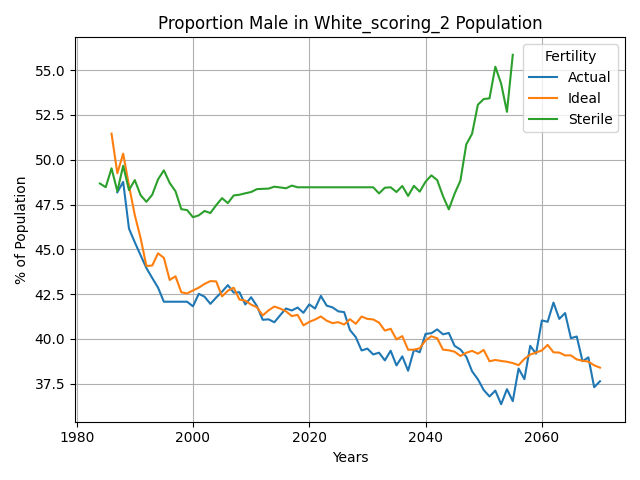 Proportion Male in White_scoring_2 Population
% of Population
55.0
52.5
50.0
47.5
45.0
42.5
40.0
37.5
Fertility
Actual
Ideal
Sterile
1980
2000
2020
2040
2060
Years